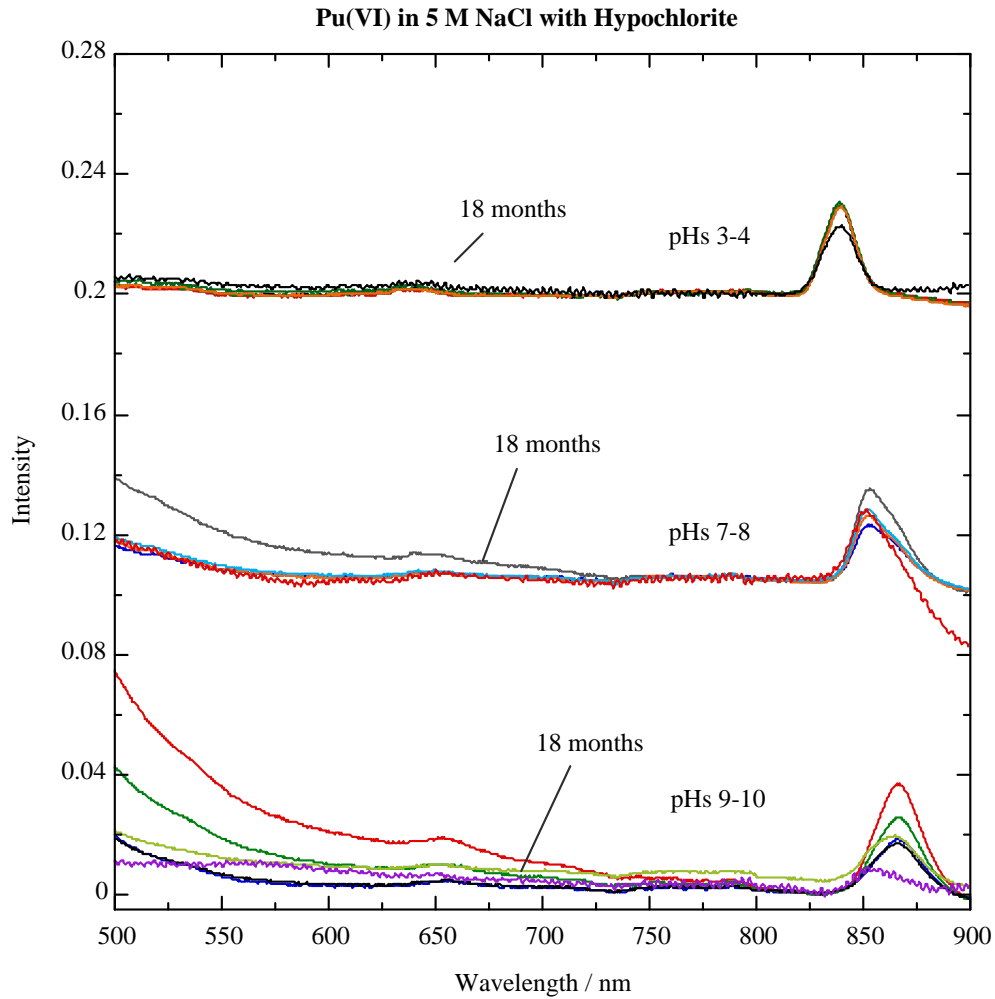 Pu(VI) in 5 M NaCl with Hypochlorite
0.28
0.24
18 months
pHs 3-4
0.2
0.16
18 months
Intensity
0.12
pHs 7-8
0.08
18 months
0.04
pHs 9-10
0
500 550 600 650 700 750 800 850 900
Wavelength / nm